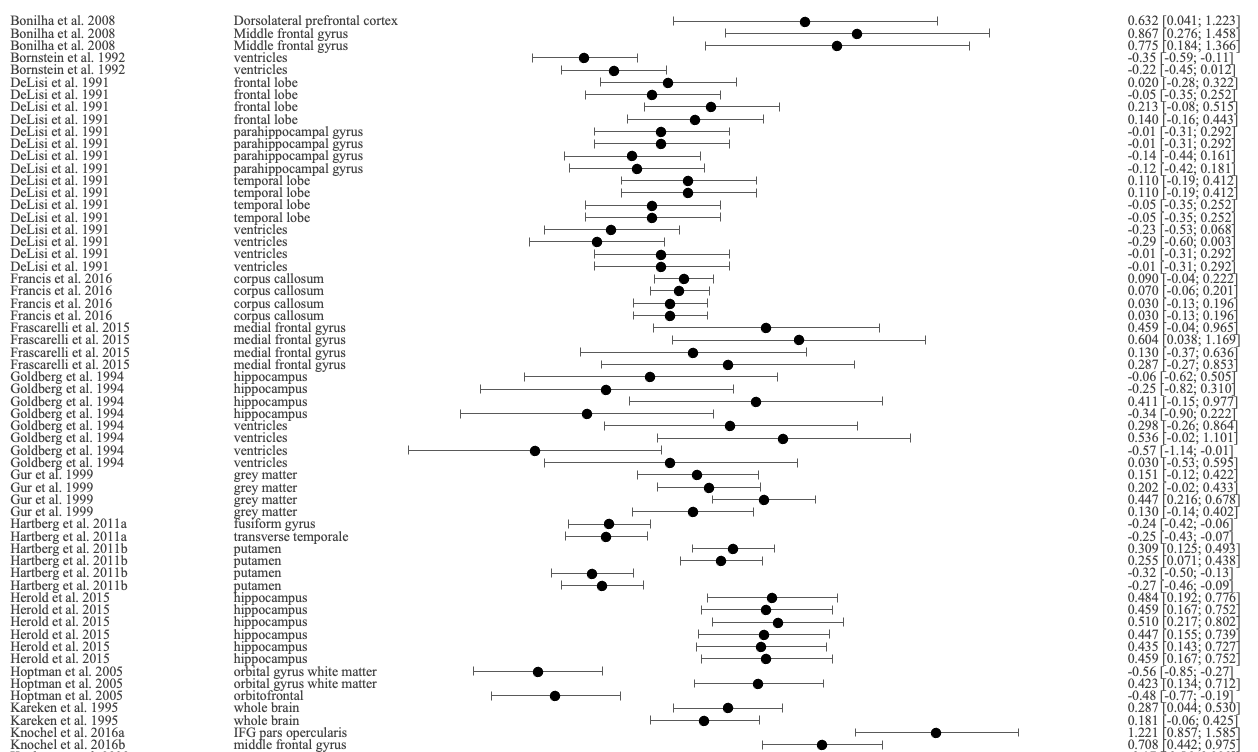 Bonilha et al. 2008 Dorsolateral prefrontal cortex 0.632 [0.041; 1.223]
Bonilha et al. 2008 Middle frontal gyrus 0.867 [0.276; 1.458]
Bonilha et al. 2008 Middle frontal gyrus 0.775 [0.184; 1.366]
Bornstein et al. 1992 ventricles -0.35 [-0.59; -0.11]
Bornstein et al. 1992 ventricles -0.22 [-0.45; 0.012]
DeLisi et al. 1991 frontal lobe 0.020 [-0.28; 0.322]
DeLisi et al. 1991 frontal lobe -0.05 [-0.35; 0.252]
DeLisi et al. 1991 frontal lobe 0.213 [-0.08; 0.515]
DeLisi et al. 1991 frontal lobe 0.140 [-0.16; 0.443]
DeLisi et al. 1991 parahippocampal gyrus -0.01 [-0.31; 0.292]
DeLisi et al. 1991 parahippocampal gyrus -0.01 [-0.31; 0.292]
DeLisi et al. 1991 parahippocampal gyrus -0.14 [-0.44; 0.161]
DeLisi et al. 1991 parahippocampal gyrus -0.12 [-0.42; 0.181]
DeLisi et al. 1991 temporal lobe 0.110 [-0.19; 0.412]
DeLisi et al. 1991 temporal lobe 0.110 [-0.19; 0.412]
DeLisi et al. 1991 temporal lobe -0.05 [-0.35; 0.252]
DeLisi et al. 1991 temporal lobe -0.05 [-0.35; 0.252]
DeLisi et al. 1991 ventricles -0.23 [-0.53; 0.068]
DeLisi et al. 1991 ventricles -0.29 [-0.60; 0.003]
DeLisi et al. 1991 ventricles -0.01 [-0.31; 0.292]
DeLisi et al. 1991 ventricles -0.01 [-0.31; 0.292]
Francis et al. 2016 corpus callosum 0.090 [-0.04; 0.222]
Francis et al. 2016 corpus callosum 0.070 [-0.06; 0.201]
Francis et al. 2016 corpus callosum 0.030 [-0.13; 0.196]
Francis et al. 2016 corpus callosum 0.030 [-0.13; 0.196]
Frascarelli et al. 2015 medial frontal gyrus 0.459 [-0.04; 0.965]
Frascarelli et al. 2015 medial frontal gyrus 0.604 [0.038; 1.169]
Frascarelli et al. 2015 medial frontal gyrus 0.130 [-0.37; 0.636]
Frascarelli et al. 2015 medial frontal gyrus 0.287 [-0.27; 0.853]
Goldberg et al. 1994 hippocampus -0.06 [-0.62; 0.505]
Goldberg et al. 1994 hippocampus -0.25 [-0.82; 0.310]
Goldberg et al. 1994 hippocampus 0.411 [-0.15; 0.977]
Goldberg et al. 1994 hippocampus -0.34 [-0.90; 0.222]
Goldberg et al. 1994 ventricles 0.298 [-0.26; 0.864]
Goldberg et al. 1994 ventricles 0.536 [-0.02; 1.101]
Goldberg et al. 1994 ventricles -0.57 [-1.14; -0.01]
Goldberg et al. 1994 ventricles 0.030 [-0.53; 0.595]
Gur et al. 1999 grey matter 0.151 [-0.12; 0.422]
Gur et al. 1999 grey matter 0.202 [-0.02; 0.433]
Gur et al. 1999 grey matter 0.447 [0.216; 0.678]
Gur et al. 1999 grey matter 0.130 [-0.14; 0.402]
Hartberg et al. 2011a fusiform gyrus -0.24 [-0.42; -0.06]
Hartberg et al. 2011a transverse temporale -0.25 [-0.43; -0.07]
Hartberg et al. 2011b putamen 0.309 [0.125; 0.493]
Hartberg et al. 2011b putamen 0.255 [0.071; 0.438]
Hartberg et al. 2011b putamen -0.32 [-0.50; -0.13]
Hartberg et al. 2011b putamen -0.27 [-0.46; -0.09]
Herold et al. 2015 hippocampus 0.484 [0.192; 0.776]
Herold et al. 2015 hippocampus 0.459 [0.167; 0.752]
Herold et al. 2015 hippocampus 0.510 [0.217; 0.802]
Herold et al. 2015 hippocampus 0.447 [0.155; 0.739]
Herold et al. 2015 hippocampus 0.435 [0.143; 0.727]
Herold et al. 2015 hippocampus 0.459 [0.167; 0.752]
Hoptman et al. 2005 orbital gyrus white matter -0.56 [-0.85; -0.27]
Hoptman et al. 2005 orbital gyrus white matter 0.423 [0.134; 0.712]
Hoptman et al. 2005 orbitofrontal -0.48 [-0.77; -0.19]
Kareken et al. 1995 whole brain 0.287 [0.044; 0.530]
Kareken et al. 1995 whole brain 0.181 [-0.06; 0.425]
Knochel et al. 2016a IFG pars opercularis 1.221 [0.857; 1.585]
Knochel et al. 2016b middle frontal gyrus 0.708 [0.442; 0.975]